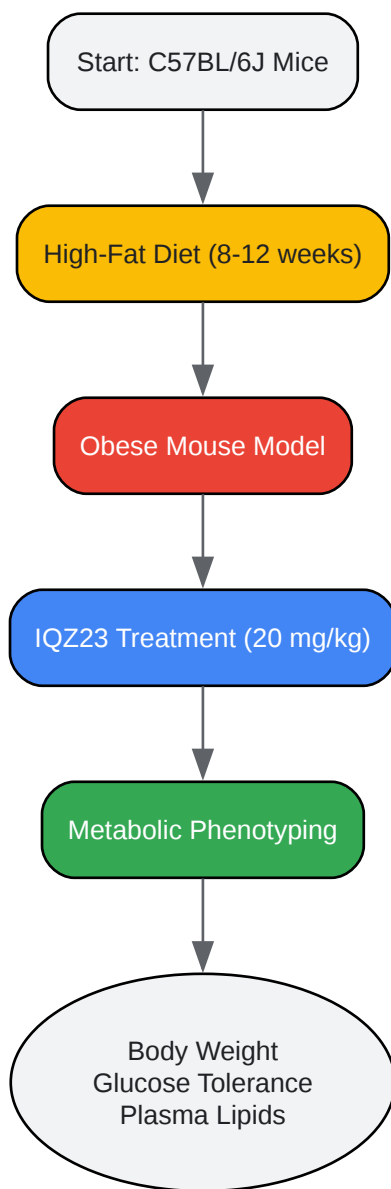 Start: C57BL/6J Mice
High-Fat Diet (8-12 weeks)
Obese Mouse Model
IQZ23 Treatment (20 mg/kg)
Metabolic Phenotyping
Body Weight
Glucose Tolerance
Plasma Lipids